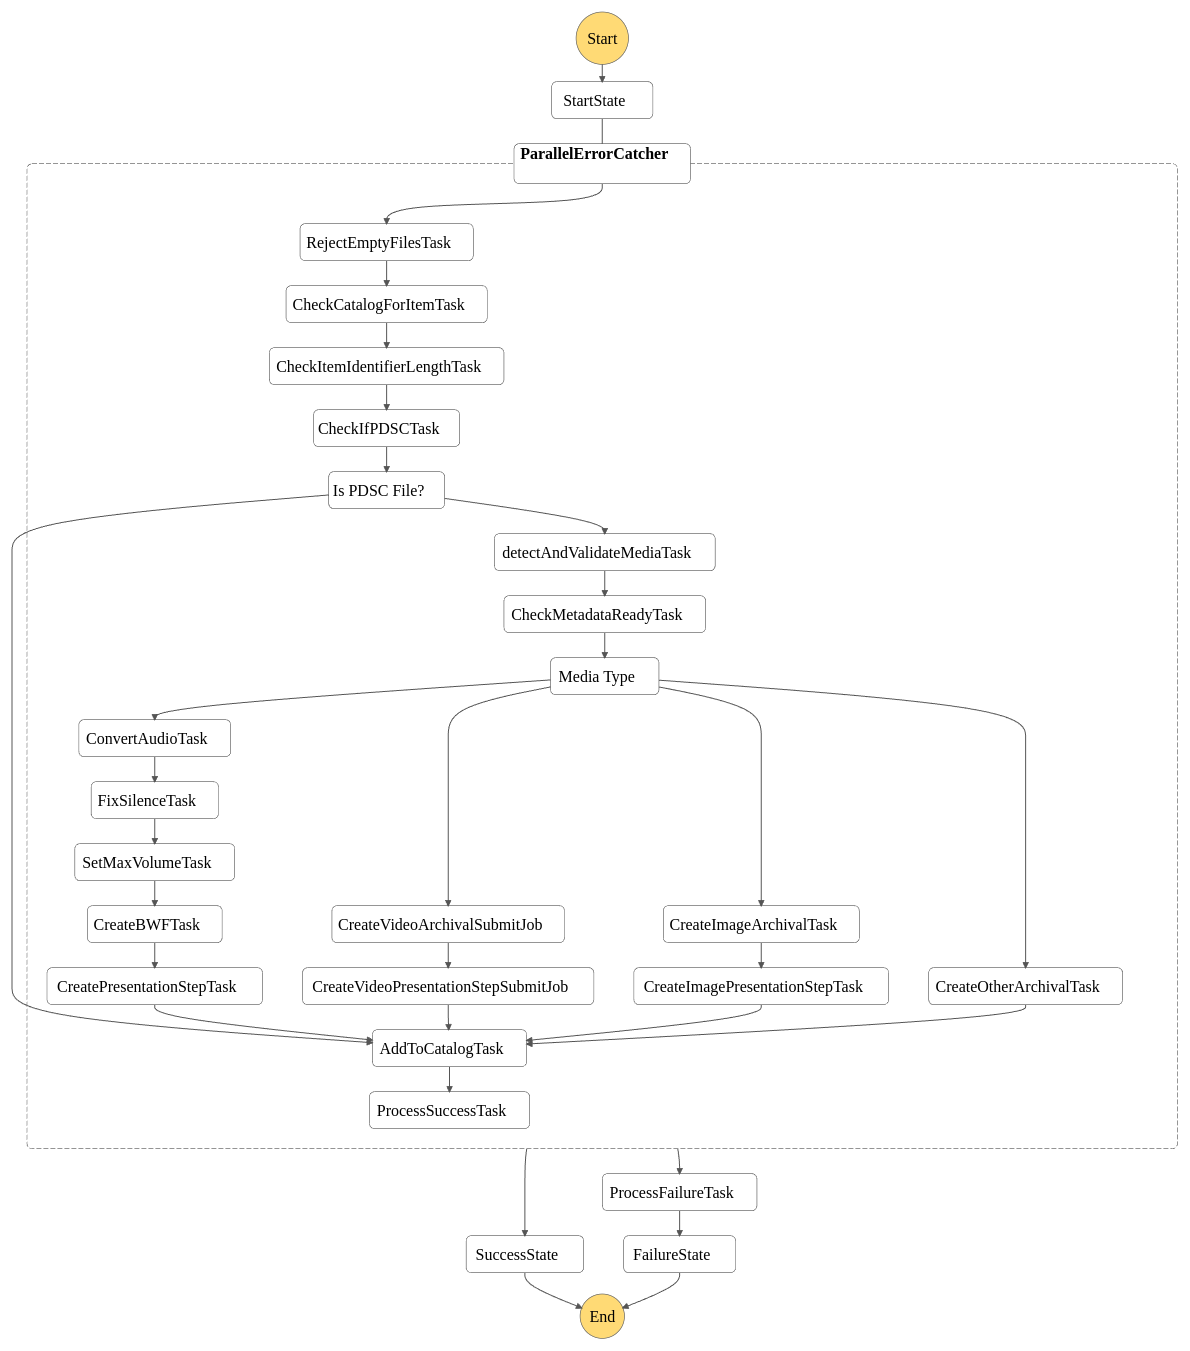 Start
StartState
ParallelErrorCatcher
RejectEmptyFilesTask
CheckCatalogForItemTask
CheckItemIdentifierLengthTask
CheckIfPDSCTask
Is PDSC File?
detectAndValidateMediaTask
CheckMetadataReadyTask
Media Type
ConvertAudioTask
FixSilenceTask
SetMaxVolumeTask
CreateBWFTask
CreateVideoArchivalSubmitJob
CreateImageArchivalTask
CreatePresentationStepTask
CreateVideoPresentationStepSubmitJob
CreateImagePresentationStepTask
CreateOtherArchivalTask
AddToCatalogTask
ProcessSuccessTask
ProcessFailureTask
SuccessState
FailureState
End